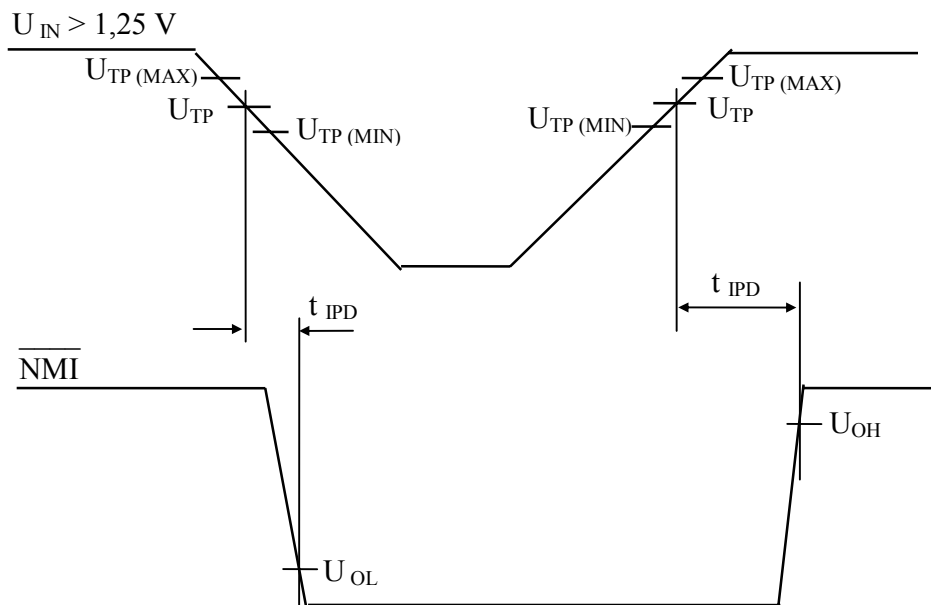 U IN > 1,25 V
U TP (MAX)
U TP
U TP (MIN)
U TP (MAX)
U TP
U TP (MIN)
t IPD
t IPD
NMI
U OH
U OL